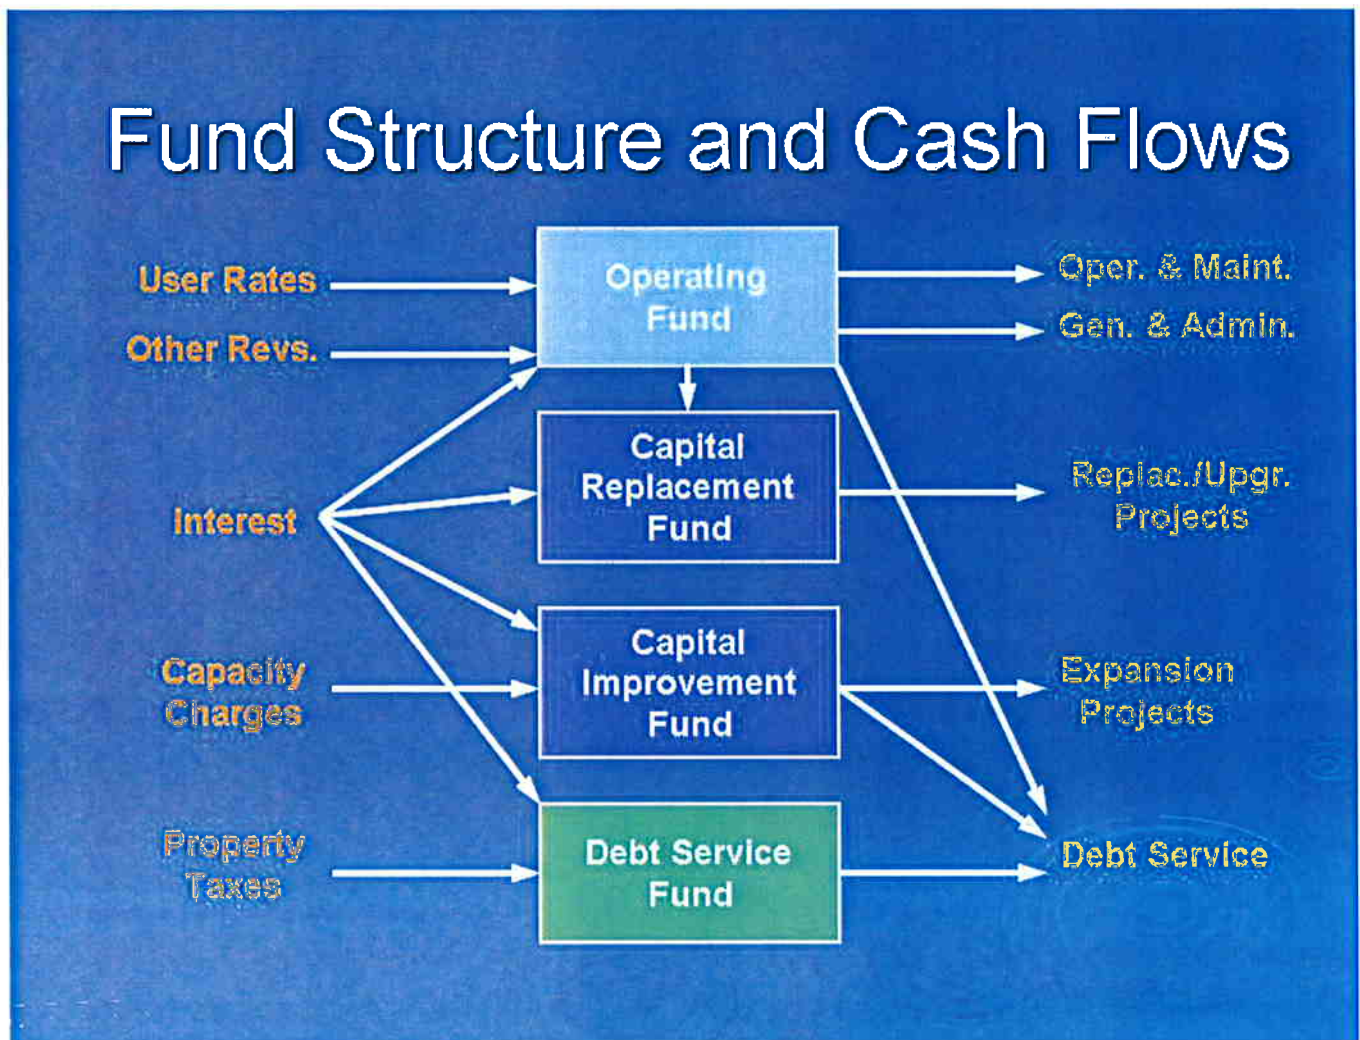 Fund Structure and Cash Flows
User Rates
Other Revs.
Interest
Capacity
Charges
Property
Taxes
Operating
Fund
Capital
Replacement
Fund
Capital
Improvement
Fund
Debt Service
Fund
Oper. & Maint.
Gen. & Admin.
Replac./Upgr.
Projects
Expansion
Projects
Debt Service